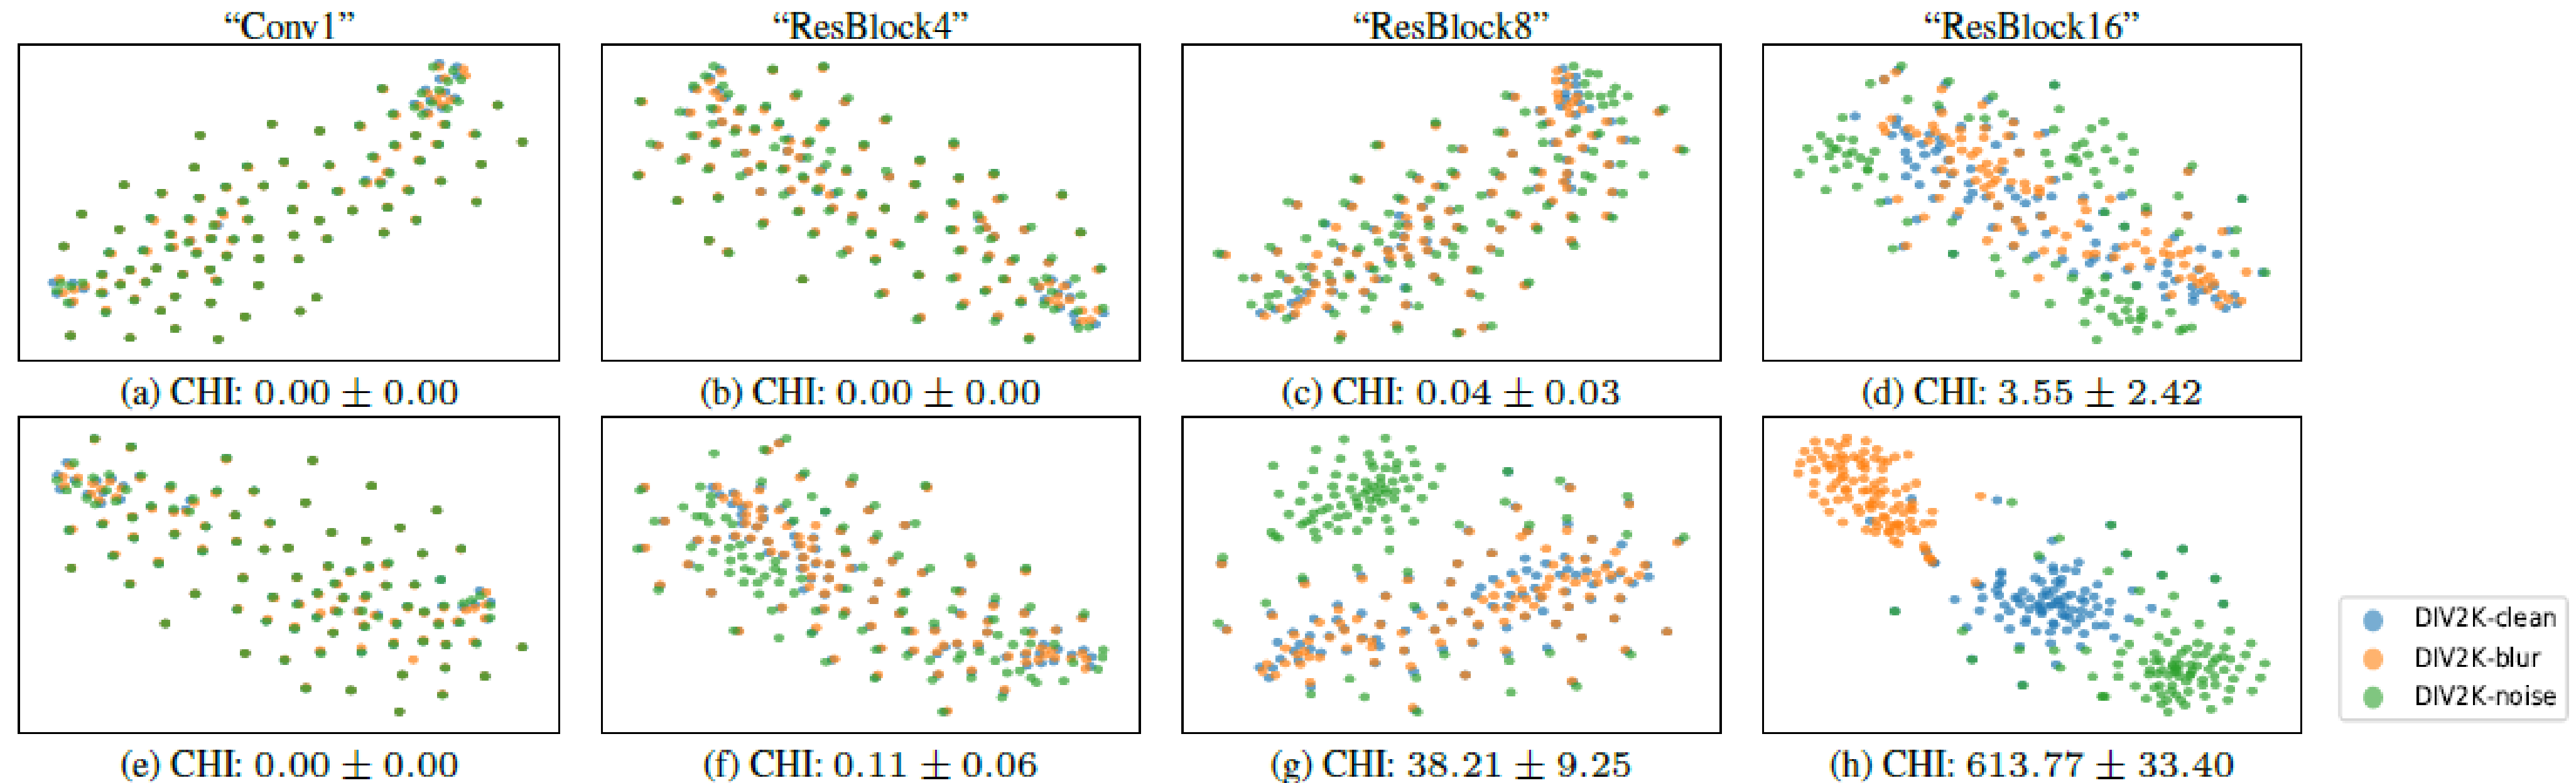 “Conv1” “ResBlock4” “ResBlock8” “ResBlock16”
(a) CHI: 0.00 ± 0.00 (b) CHI: 0.00 ± 0.00 (c) CHI: 0.04 ± 0.03 (d) CHI: 3.55 ± 2.42
DIV2K-clean
DIV2K-blur
DIV2K-noise
(e) CHI: 0.00 ± 0.00 (f) CHI: 0.11 ± 0.06 (g) CHI: 38.21 ± 9.25 (h) CHI: 613.77 ± 33.40